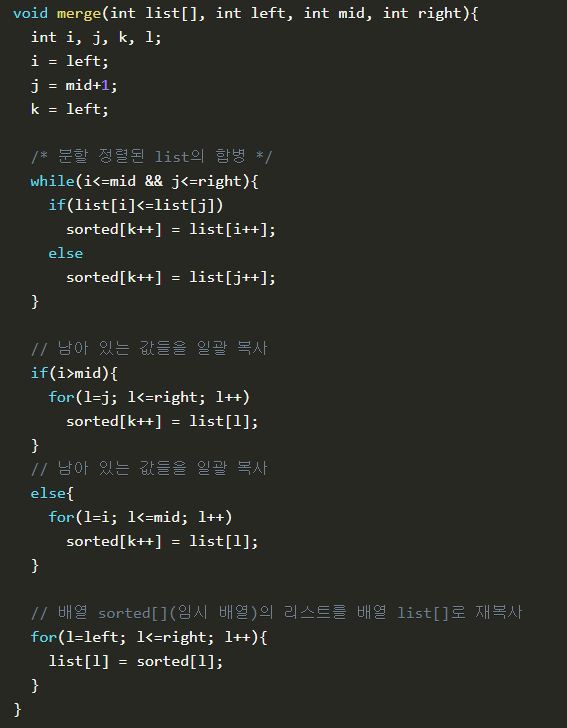 void merge(int list[], int left, int mid, int right){
  int i, j, k, l;
  i = left;
  j = mid+1;
  k = left;

  /* 분할 정렬된 list의 합병 */
  while(i<=mid && j<=right){
    if(list[i]<=list[j])
      sorted[k++] = list[i++];
    else
      sorted[k++] = list[j++];
  }

  // 남아 있는 값들을 일괄 복사
  if(i>mid){
    for(l=j; l<=right; l++)
      sorted[k++] = list[l];
  }
  // 남아 있는 값들을 일괄 복사
  else{
    for(l=i; l<=mid; l++)
      sorted[k++] = list[l];
  }

  // 배열 sorted[](임시 배열)의 리스트를 배열 list[]로 재복사
  for(l=left; l<=right; l++){
    list[l] = sorted[l];
  }
}